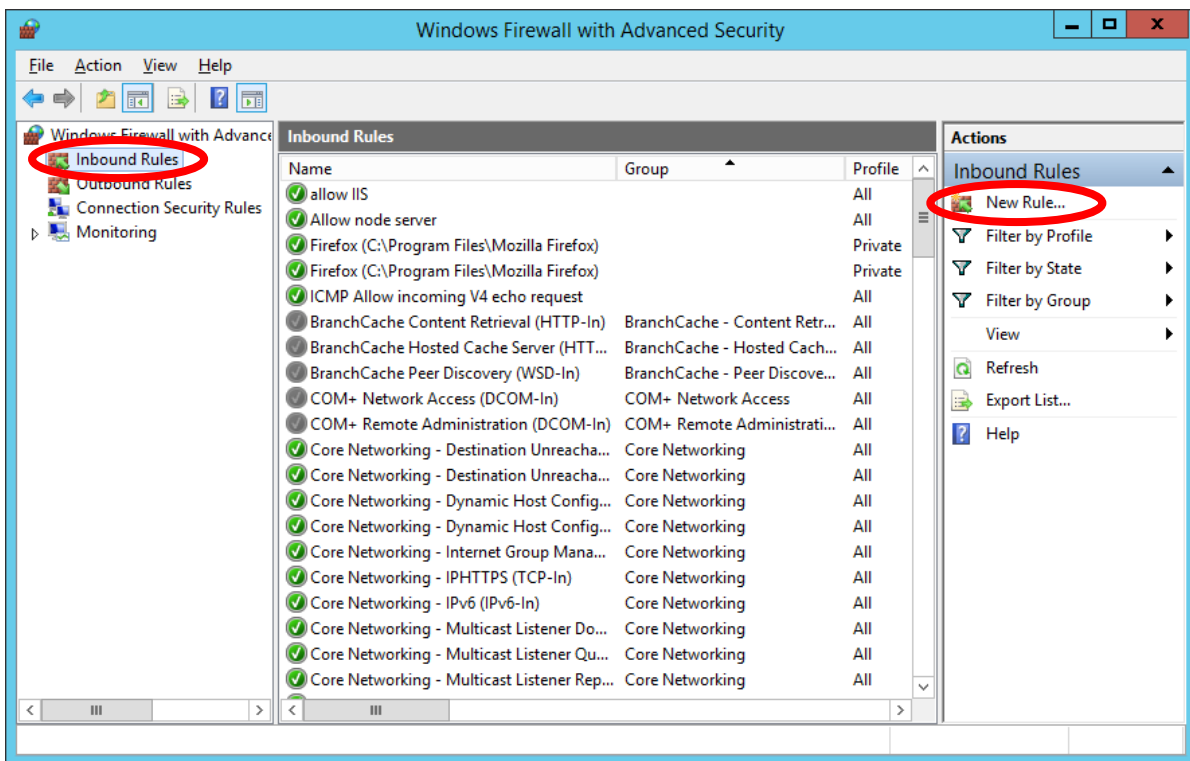 Windows Firewall with Advanced Security
File Action View Help
Windows Firewall with Advance
Inbound Rules
Outbound Rules
Connection Security Rules
Monitoring
Inbound Rules
Name Group Profile
allow IIS All
Allow node server All
Firefox (C:\Program Files\Mozilla Firefox) Private
Firefox (C:\Program Files\Mozilla Firefox) Private
ICMP Allow incoming V4 echo request All
BranchCache Content Retrieval (HTTP-In) BranchCache - Content Retr... All
BranchCache Hosted Cache Server (HTT... BranchCache - Hosted Cach... All
BranchCache Peer Discovery (WSD-In) BranchCache - Peer Discove... All
COM+ Network Access (DCOM-In) COM+ Network Access All
COM+ Remote Administration (DCOM-In) COM+ Remote Administrati... All
Core Networking - Destination Unreacha... Core Networking All
Core Networking - Destination Unreacha... Core Networking All
Core Networking - Dynamic Host Config... Core Networking All
Core Networking - Dynamic Host Config... Core Networking All
Core Networking - Internet Group Mana... Core Networking All
Core Networking - IPHTTPS (TCP-In) Core Networking All
Core Networking - IPv6 (IPv6-In) Core Networking All
Core Networking - Multicast Listener Do... Core Networking All
Core Networking - Multicast Listener Qu... Core Networking All
Core Networking - Multicast Listener Rep... Core Networking All
Actions
Inbound Rules
New Rule...
Filter by Profile
Filter by State
Filter by Group
View
Refresh
Export List...
Help